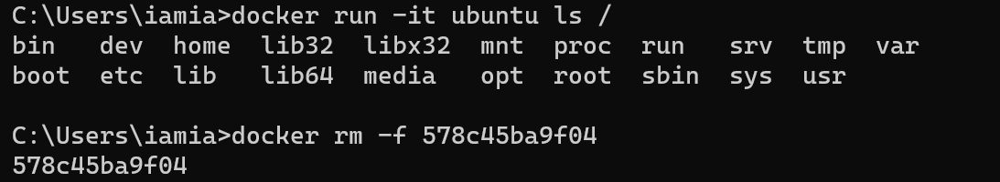 C:\Users\iamia>docker run -it ubuntu ls /
bin   dev  home  lib32  libx32  mnt  proc  run   srv  tmp  var
boot  etc  lib   lib64  media   opt  root  sbin  sys  usr
C:\Users\iamia>docker rm -f 578c45ba9f04
578c45ba9f04